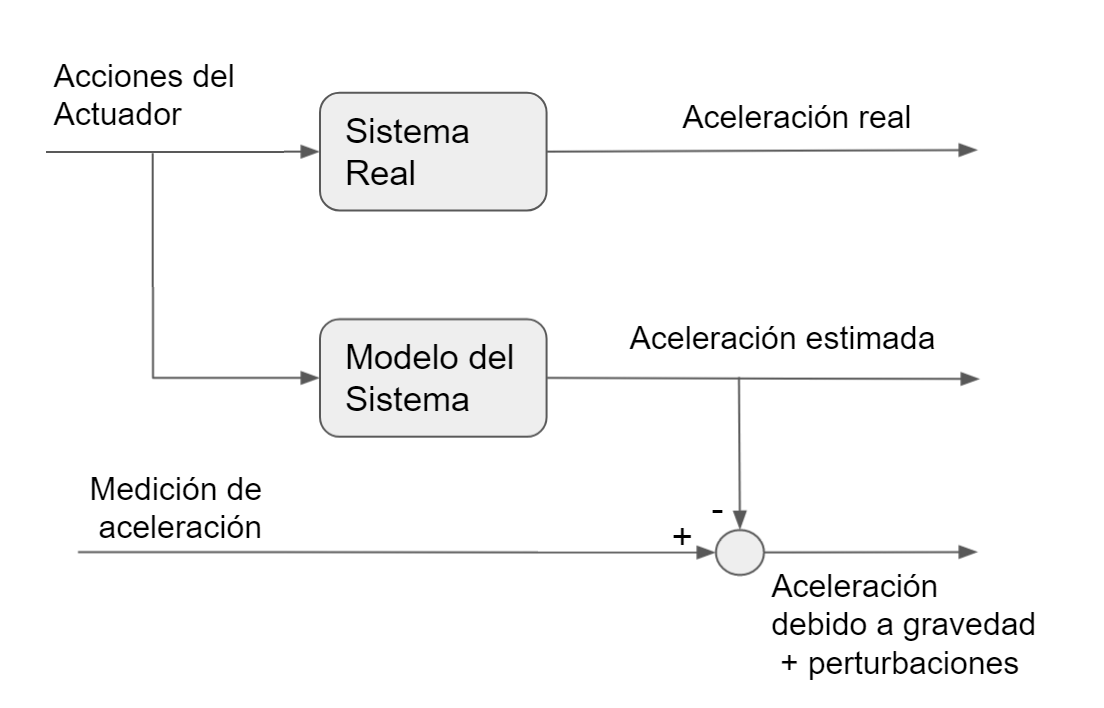 Acciones del
Actuador
Sistema
Real
Aceleración real
Modelo del
Sistema
Aceleración estimada
Medición de
aceleración
-
+
Aceleración
debido a gravedad
+ perturbaciones